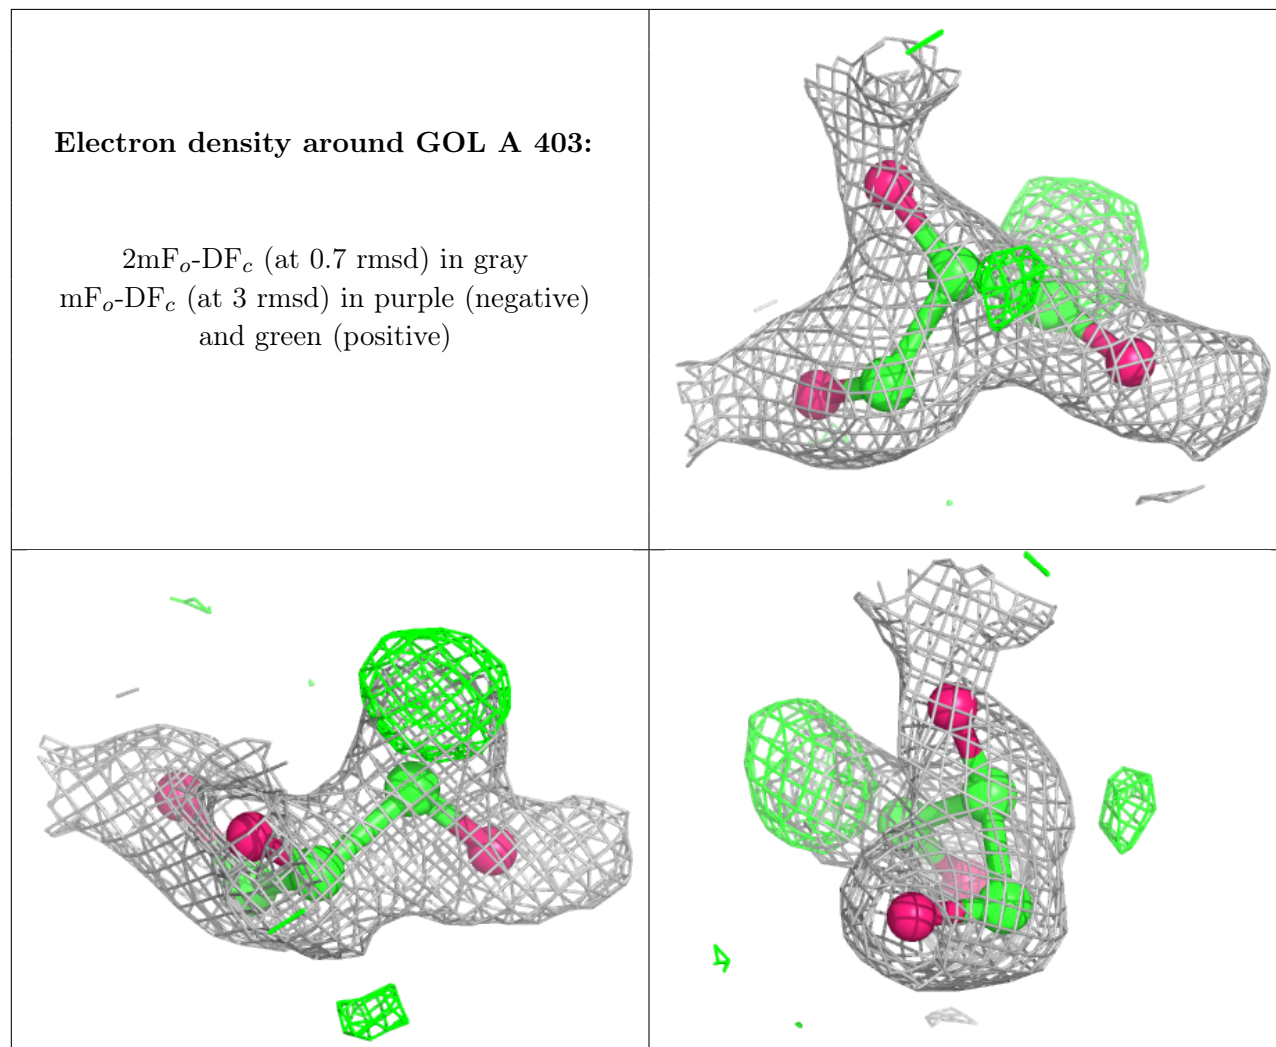 Electron density around GOL A 403:
2mFo-DFc (at 0.7 rmsd) in gray
mFo-DFc (at 3 rmsd) in purple (negative)
and green (positive)